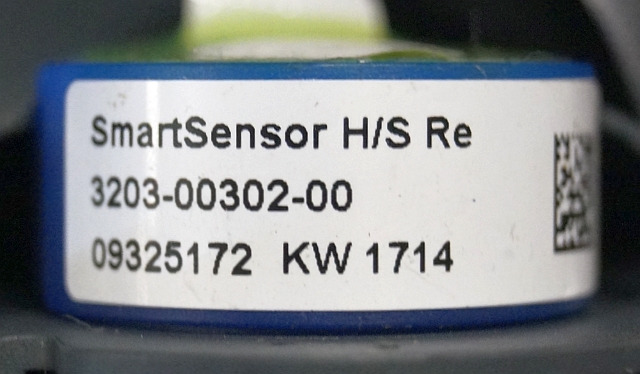 SmartSensor H/S Re
3203-00302-00
09325172 KW 1714